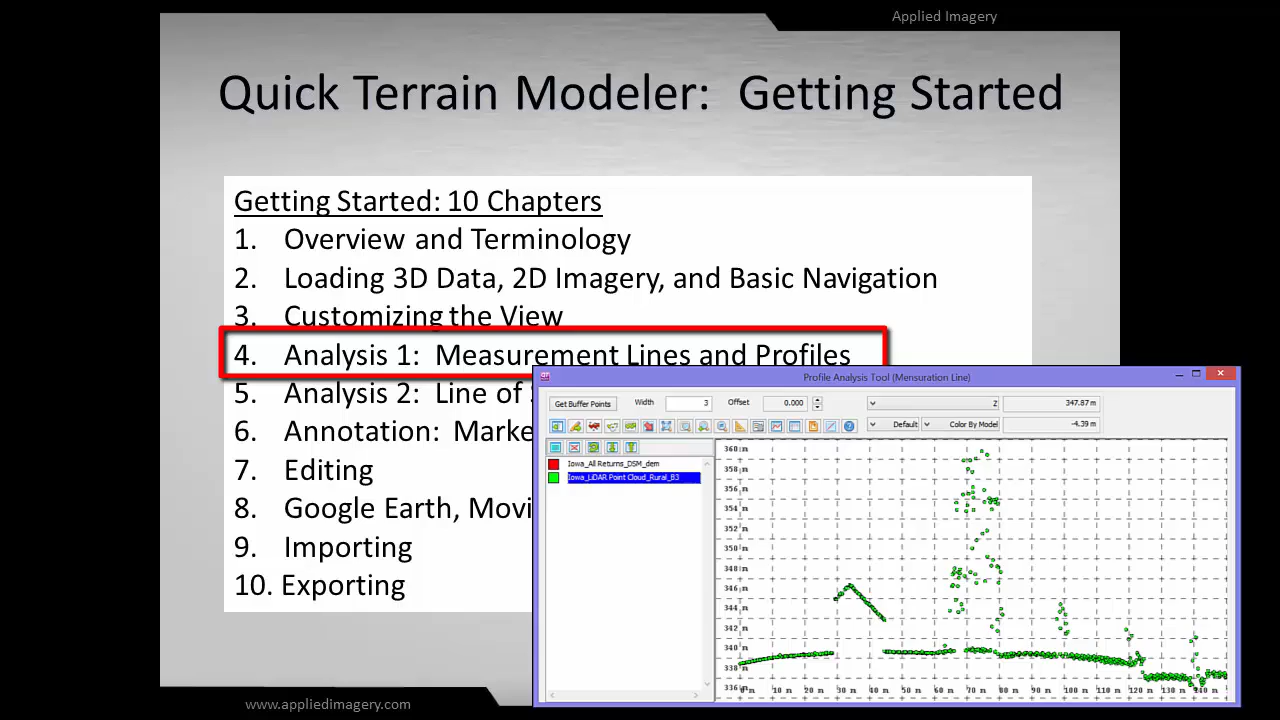 Applied Imagery
Quick Terrain Modeler: Getting Started
Getting Started: 10 Chapters
1. Overview and Terminology
2. Loading 3D Data, 2D Imagery, and Basic Navigation
3. Customizing the View
4. Analysis 1: Measurement Lines and Profiles
5. Analysis 2: Line of
6. Annotation: Marke
7. Editing
8. Google Earth, Movi
9. Importing
10. Exporting
Profile Analysis Tool (Mensuration Line)
Get Buffer Points Width 3 Offset 0.000 Z 347.87 m
Default Color By Model -4.39 m
Iowa_All Returns_DSM_dem
Iowa_LiDAR Point Cloud_Rural_B3
360 m
358 m
356 m
354 m
352 m
350 m
348 m
346 m
344 m
342 m
340 m
338 m
336 m
0 m 10 m 20 m 30 m 40 m 50 m 60 m 70 m 80 m 90 m 100 m 110 m 120 m 130 m 140 m
www.appliedimagery.com